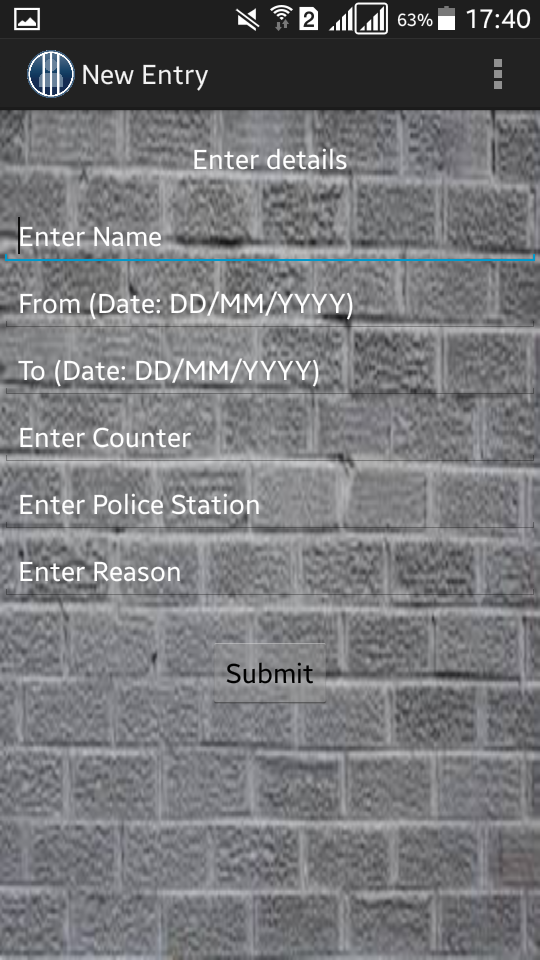 2
63%
17:40
New Entry
Enter details
Enter Name
From (Date: DD/MM/YYYY)
To (Date: DD/MM/YYYY)
Enter Counter
Enter Police Station
Enter Reason
Submit